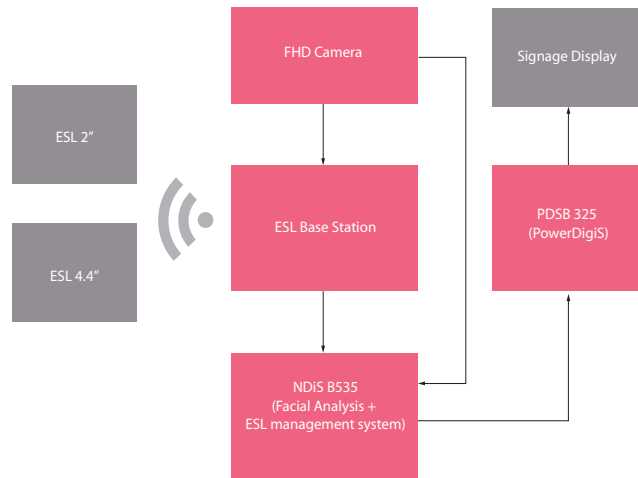 FHD Camera
Signage Display
ESL 2”
ESL Base Station
PDSB 325
(PowerDigiS)
ESL 4.4”
NDiS B535
(Facial Analysis +
ESL management system)